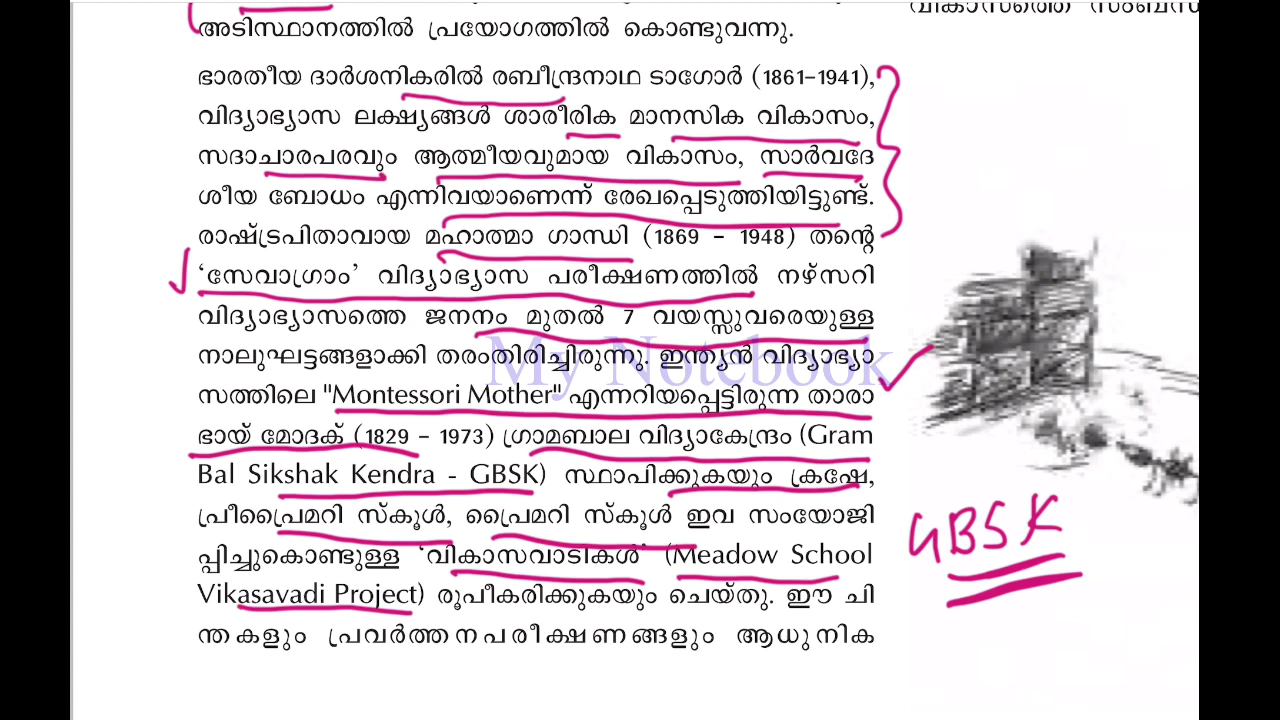 വികാസത്തെ
അടിസ്ഥാനത്തിൽ പ്രയോഗത്തിൽ കൊണ്ടുവന്നു.
ഭാരതീയ ദാർശനികരിൽ രബീന്ദ്രനാഥ ടാഗോർ (1861-1941),
വിദ്യാഭ്യാസ ലക്ഷ്യങ്ങൾ ശാരീരിക മാനസിക വികാസം,
സദാചാരപരവും ആത്മീയവുമായ വികാസം, സാർവദേ
ശീയ ബോധം എന്നിവയാണെന്ന് രേഖപ്പെടുത്തിയിട്ടുണ്ട്.
രാഷ്ട്രപിതാവായ മഹാത്മാ ഗാന്ധി (1869 - 1948) തന്റെ
'സേവാഗ്രാം' വിദ്യാഭ്യാസ പരീക്ഷണത്തിൽ നഴ്സറി
വിദ്യാഭ്യാസത്തെ ജനനം മുതൽ 7 വയസ്സുവരെയുള്ള
നാലുഘട്ടങ്ങളാക്കി തരംതിരിച്ചിരുന്നു. ഇന്ത്യൻ വിദ്യാഭ്യാ
My Notebook
സത്തിലെ "Montessori Mother" എന്നറിയപ്പെട്ടിരുന്ന താരാ
ഭായ് മോദക് (1829 - 1973) ഗ്രാമബാല വിദ്യാകേന്ദ്രം (Gram
Bal Sikshak Kendra - GBSK) സ്ഥാപിക്കുകയും ക്രഷേ,
പ്രീപ്രൈമറി സ്കൂൾ, പ്രൈമറി സ്കൂൾ ഇവ സംയോജി
പ്പിച്ചുകൊണ്ടുള്ള 'വികാസവാടികൾ' (Meadow School
Vikasavadi Project) രൂപീകരിക്കുകയും ചെയ്തു. ഈ ചി
ന്തകളും പ്രവർത്തനപരീക്ഷണങ്ങളും ആധുനിക
GBSK